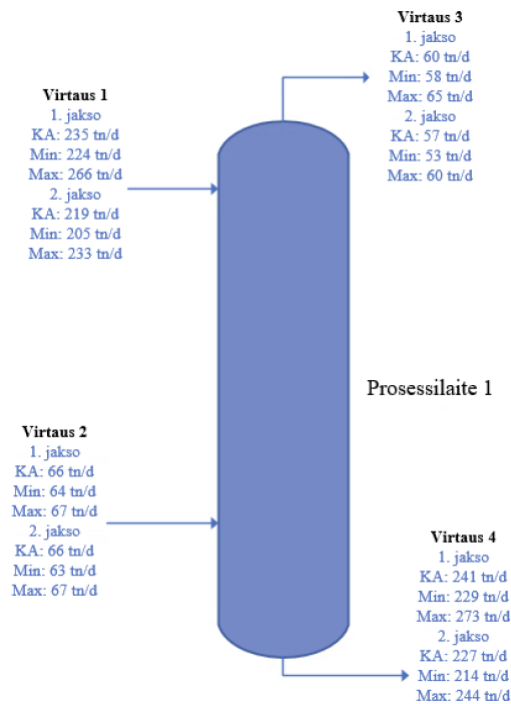 Virtaus 3
1. jakso
KA: 60 tn/d
Min: 58 tn/d
Max: 65 tn/d
2. jakso
KA: 57 tn/d
Min: 53 tn/d
Max: 60 tn/d
Virtaus 1
1. jakso
KA: 235 tn/d
Min: 224 tn/d
Max: 266 tn/d
2. jakso
KA: 219 tn/d
Min: 205 tn/d
Max: 233 tn/d
Prosessilaite 1
Virtaus 2
1. jakso
KA: 66 tn/d
Min: 64 tn/d
Max: 67 tn/d
2. jakso
KA: 66 tn/d
Min: 63 tn/d
Max: 67 tn/d
Virtaus 4
1. jakso
KA: 241 tn/d
Min: 229 tn/d
Max: 273 tn/d
2. jakso
KA: 227 tn/d
Min: 214 tn/d
Max: 244 tn/d